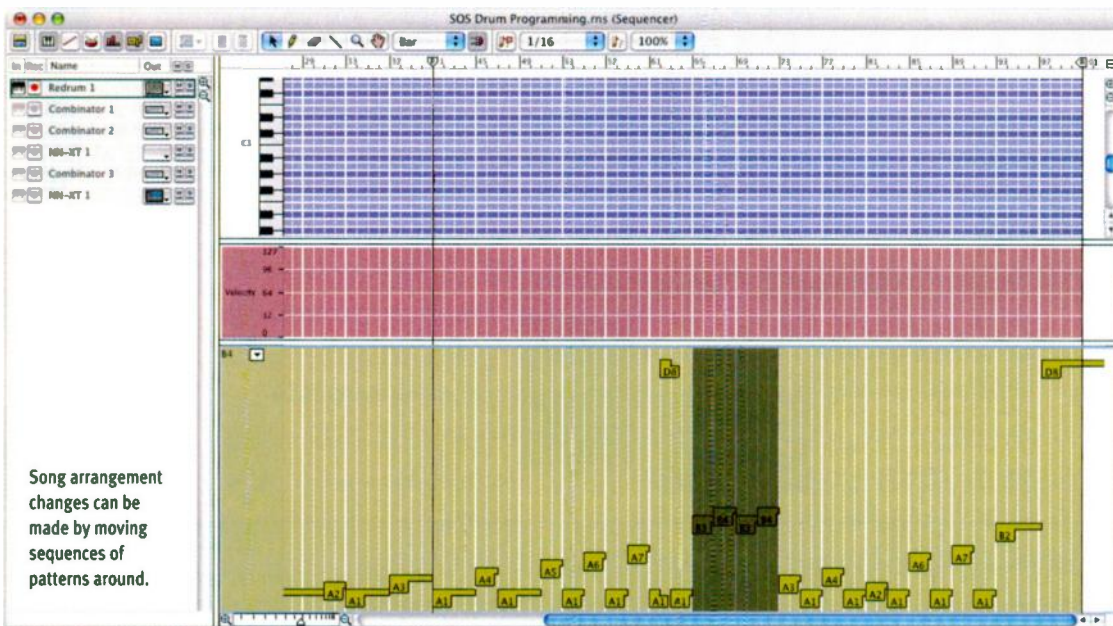 SOS Drum Programming.rns (Sequencer)
Bar 1/16 100%
In Rec Name Out
Redrum 1
Combinator 1
Combinator 2
NN-XT 1
Combinator 3
NN-XT 1
C3
127
96
Velocity 64
32
0
B4
D8 D8
B3 B4 B3 B4
B2
A5 A6 A7 A6 A7
A2 A3 A4 A3 A4 A2
A1 A1 A1 A1 A1 A1 A1 A1 A1 A1 A1 A1
Song arrangement
changes can be
made by moving
sequences of
patterns around.